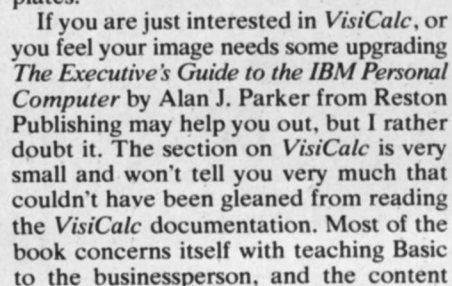 plates.
If you are just interested in VisiCalc, or
you feel your image needs some upgrading
The Executive's Guide to the IBM Personal
Computer by Alan J. Parker from Reston
Publishing may help you out, but I rather
doubt it. The section on VisiCalc is very
small and won't tell you very much that
couldn't have been gleaned from reading
the VisiCalc documentation. Most of the
book concerns itself with teaching Basic
to the businessperson, and the content